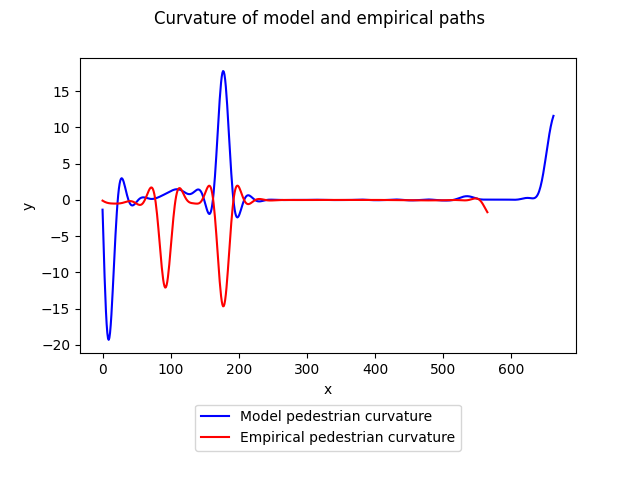 Curvature of model and empirical paths
15
10
5
0
−5
−10
−15
−20
y
0 100 200 300 400 500 600
x
Model pedestrian curvature
Empirical pedestrian curvature